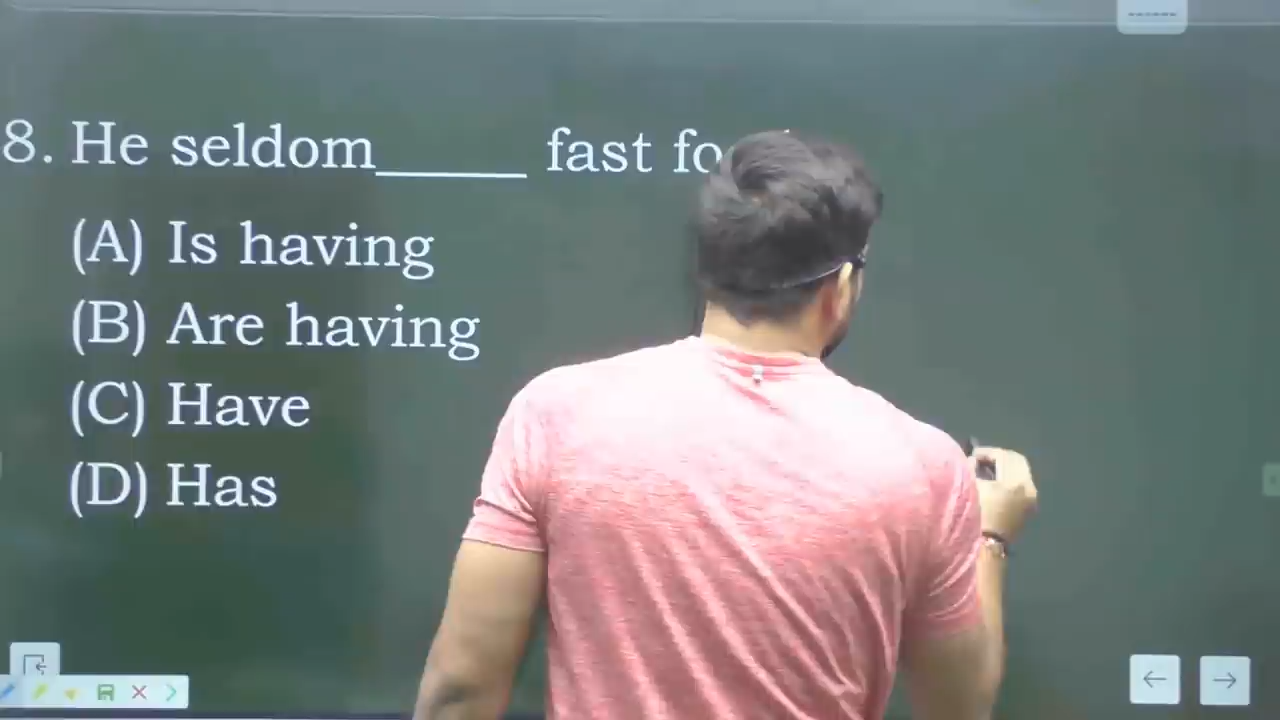 8. He seldom_____ fast fo
(A) Is having
(B) Are having
(C) Have
(D) Has